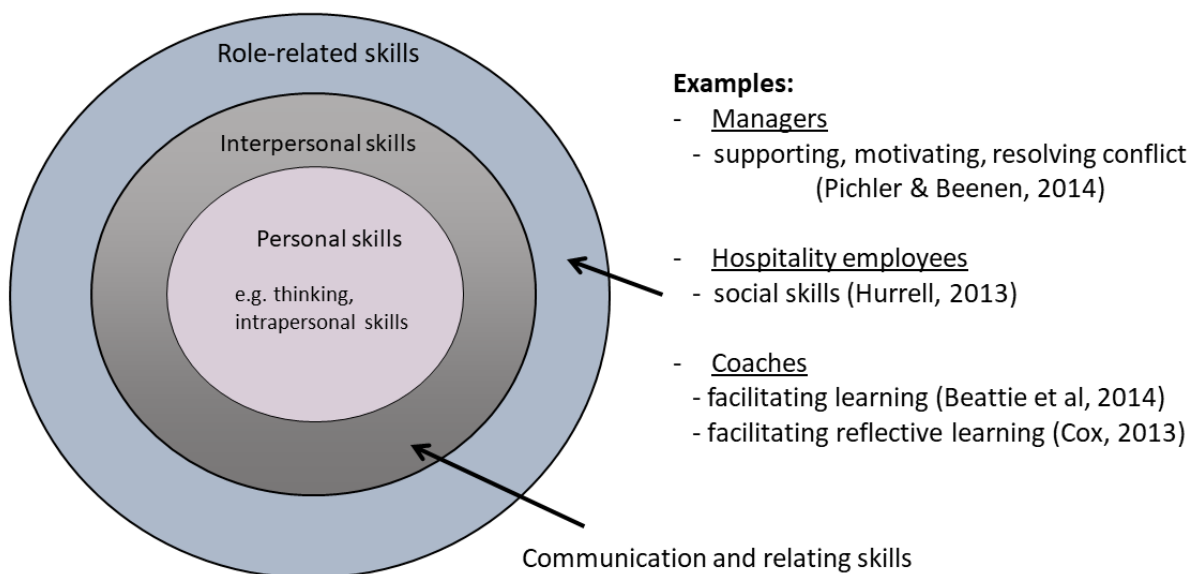 Role-related skills
Interpersonal skills
Personal skills
e.g. thinking,
intrapersonal skills
Examples:
- Managers
- supporting, motivating, resolving conflict
(Pichler & Beenen, 2014)
- Hospitality employees
- social skills (Hurrell, 2013)
- Coaches
- facilitating learning (Beattie et al, 2014)
- facilitating reflective learning (Cox, 2013)
Communication and relating skills